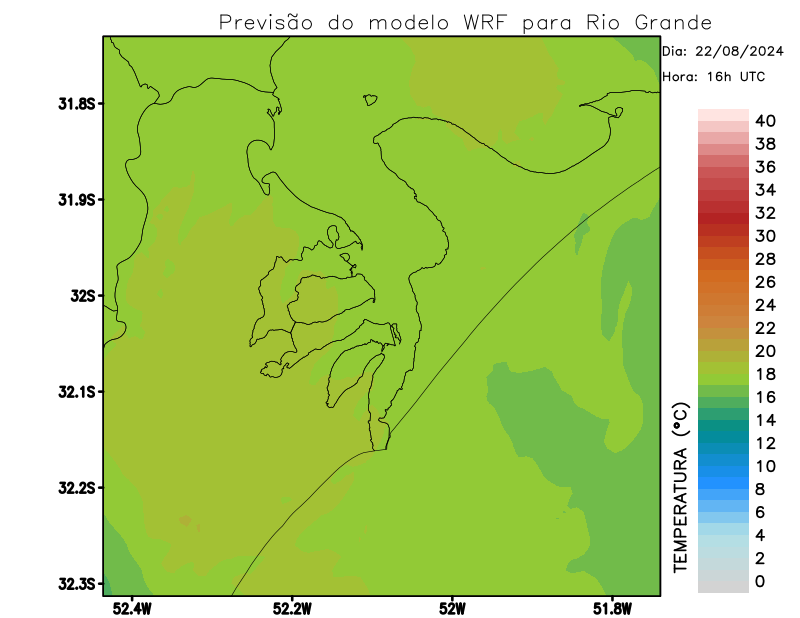 Previsão do modelo WRF para Rio Grande
Dia: 22/08/2024
Hora: 16h UTC
31.8S
31.9S
32S
32.1S
32.2S
32.3S
52.4W
52.2W
52W
51.8W
TEMPERATURA (°C)
40
38
36
34
32
30
28
26
24
22
20
18
16
14
12
10
8
6
4
2
0